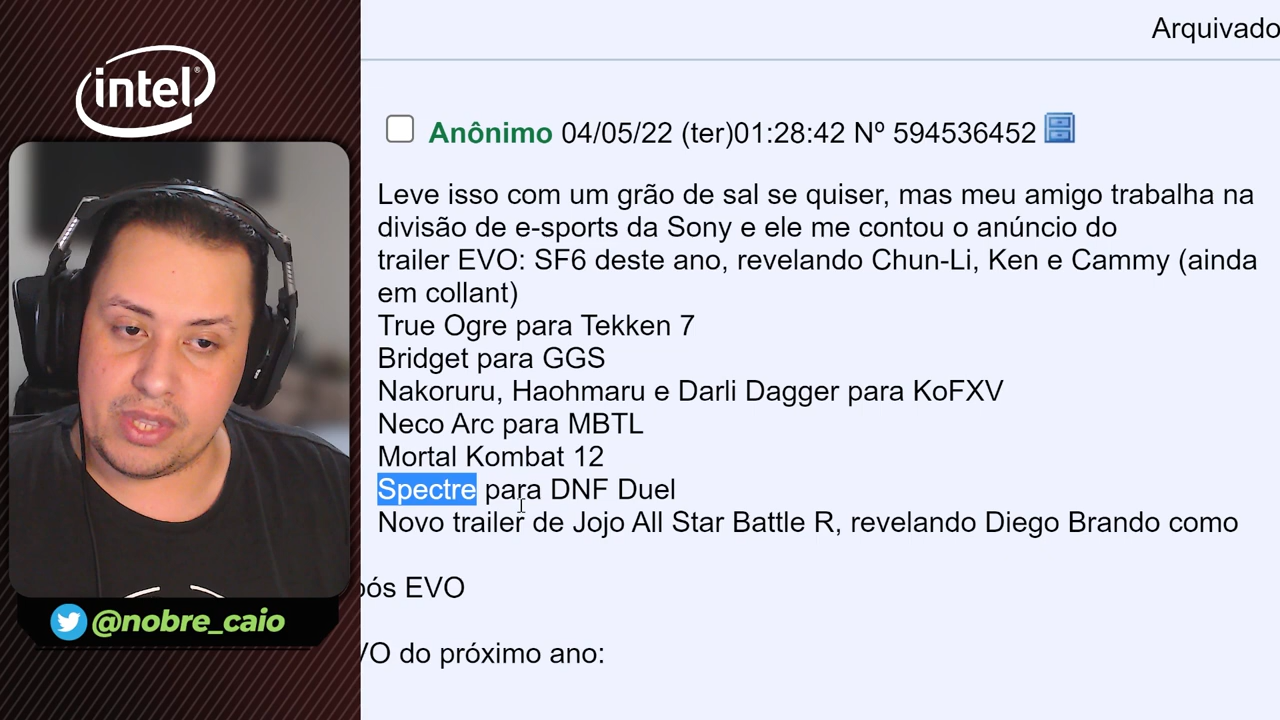 Arquivado
intel®
Anônimo 04/05/22 (ter)01:28:42 Nº 594536452
Leve isso com um grão de sal se quiser, mas meu amigo trabalha na
divisão de e-sports da Sony e ele me contou o anúncio do
trailer EVO: SF6 deste ano, revelando Chun-Li, Ken e Cammy (ainda
em collant)
True Ogre para Tekken 7
Bridget para GGS
Nakoruru, Haohmaru e Darli Dagger para KoFXV
Neco Arc para MBTL
Mortal Kombat 12
Spectre para DNF Duel
Novo trailer de Jojo All Star Battle R, revelando Diego Brando como
ós EVO
VO do próximo ano:
@nobre_caio